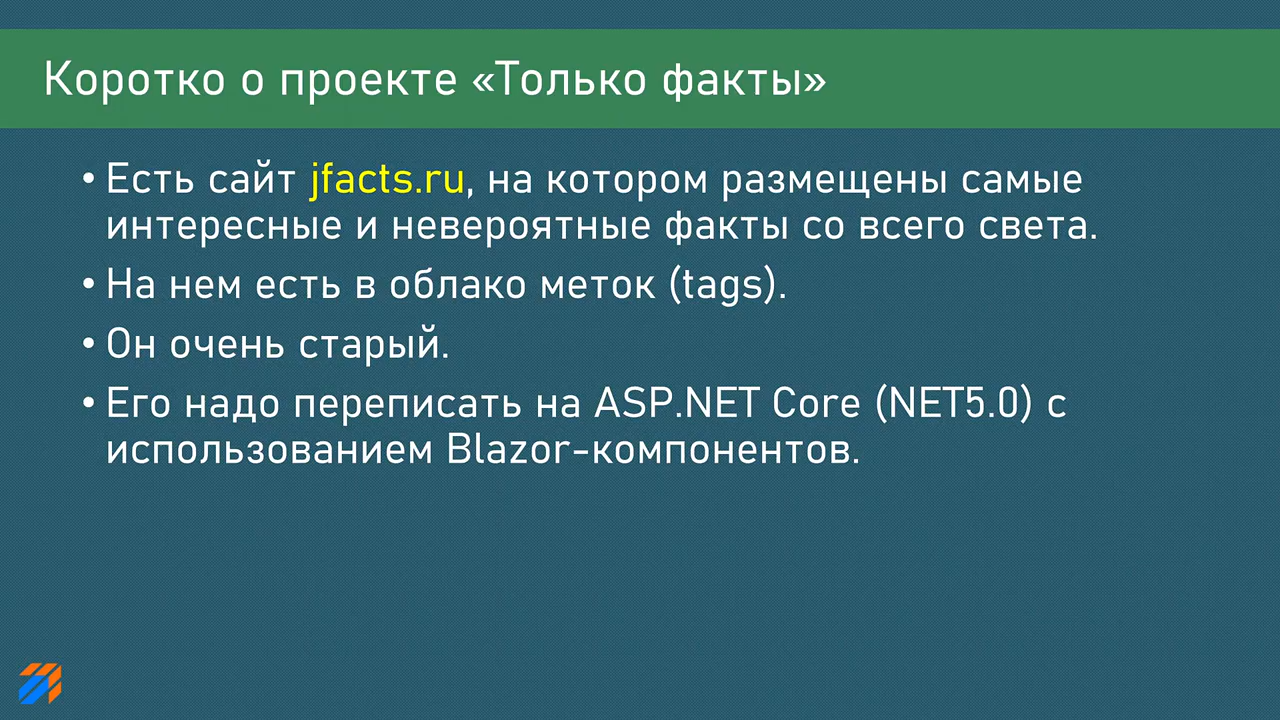 Коротко о проекте «Только факты»
• Есть сайт jfacts.ru, на котором размещены самые
интересные и невероятные факты со всего света.
• На нем есть в облако меток (tags).
• Он очень старый.
• Его надо переписать на ASP.NET Core (NET5.0) с
использованием Blazor-компонентов.